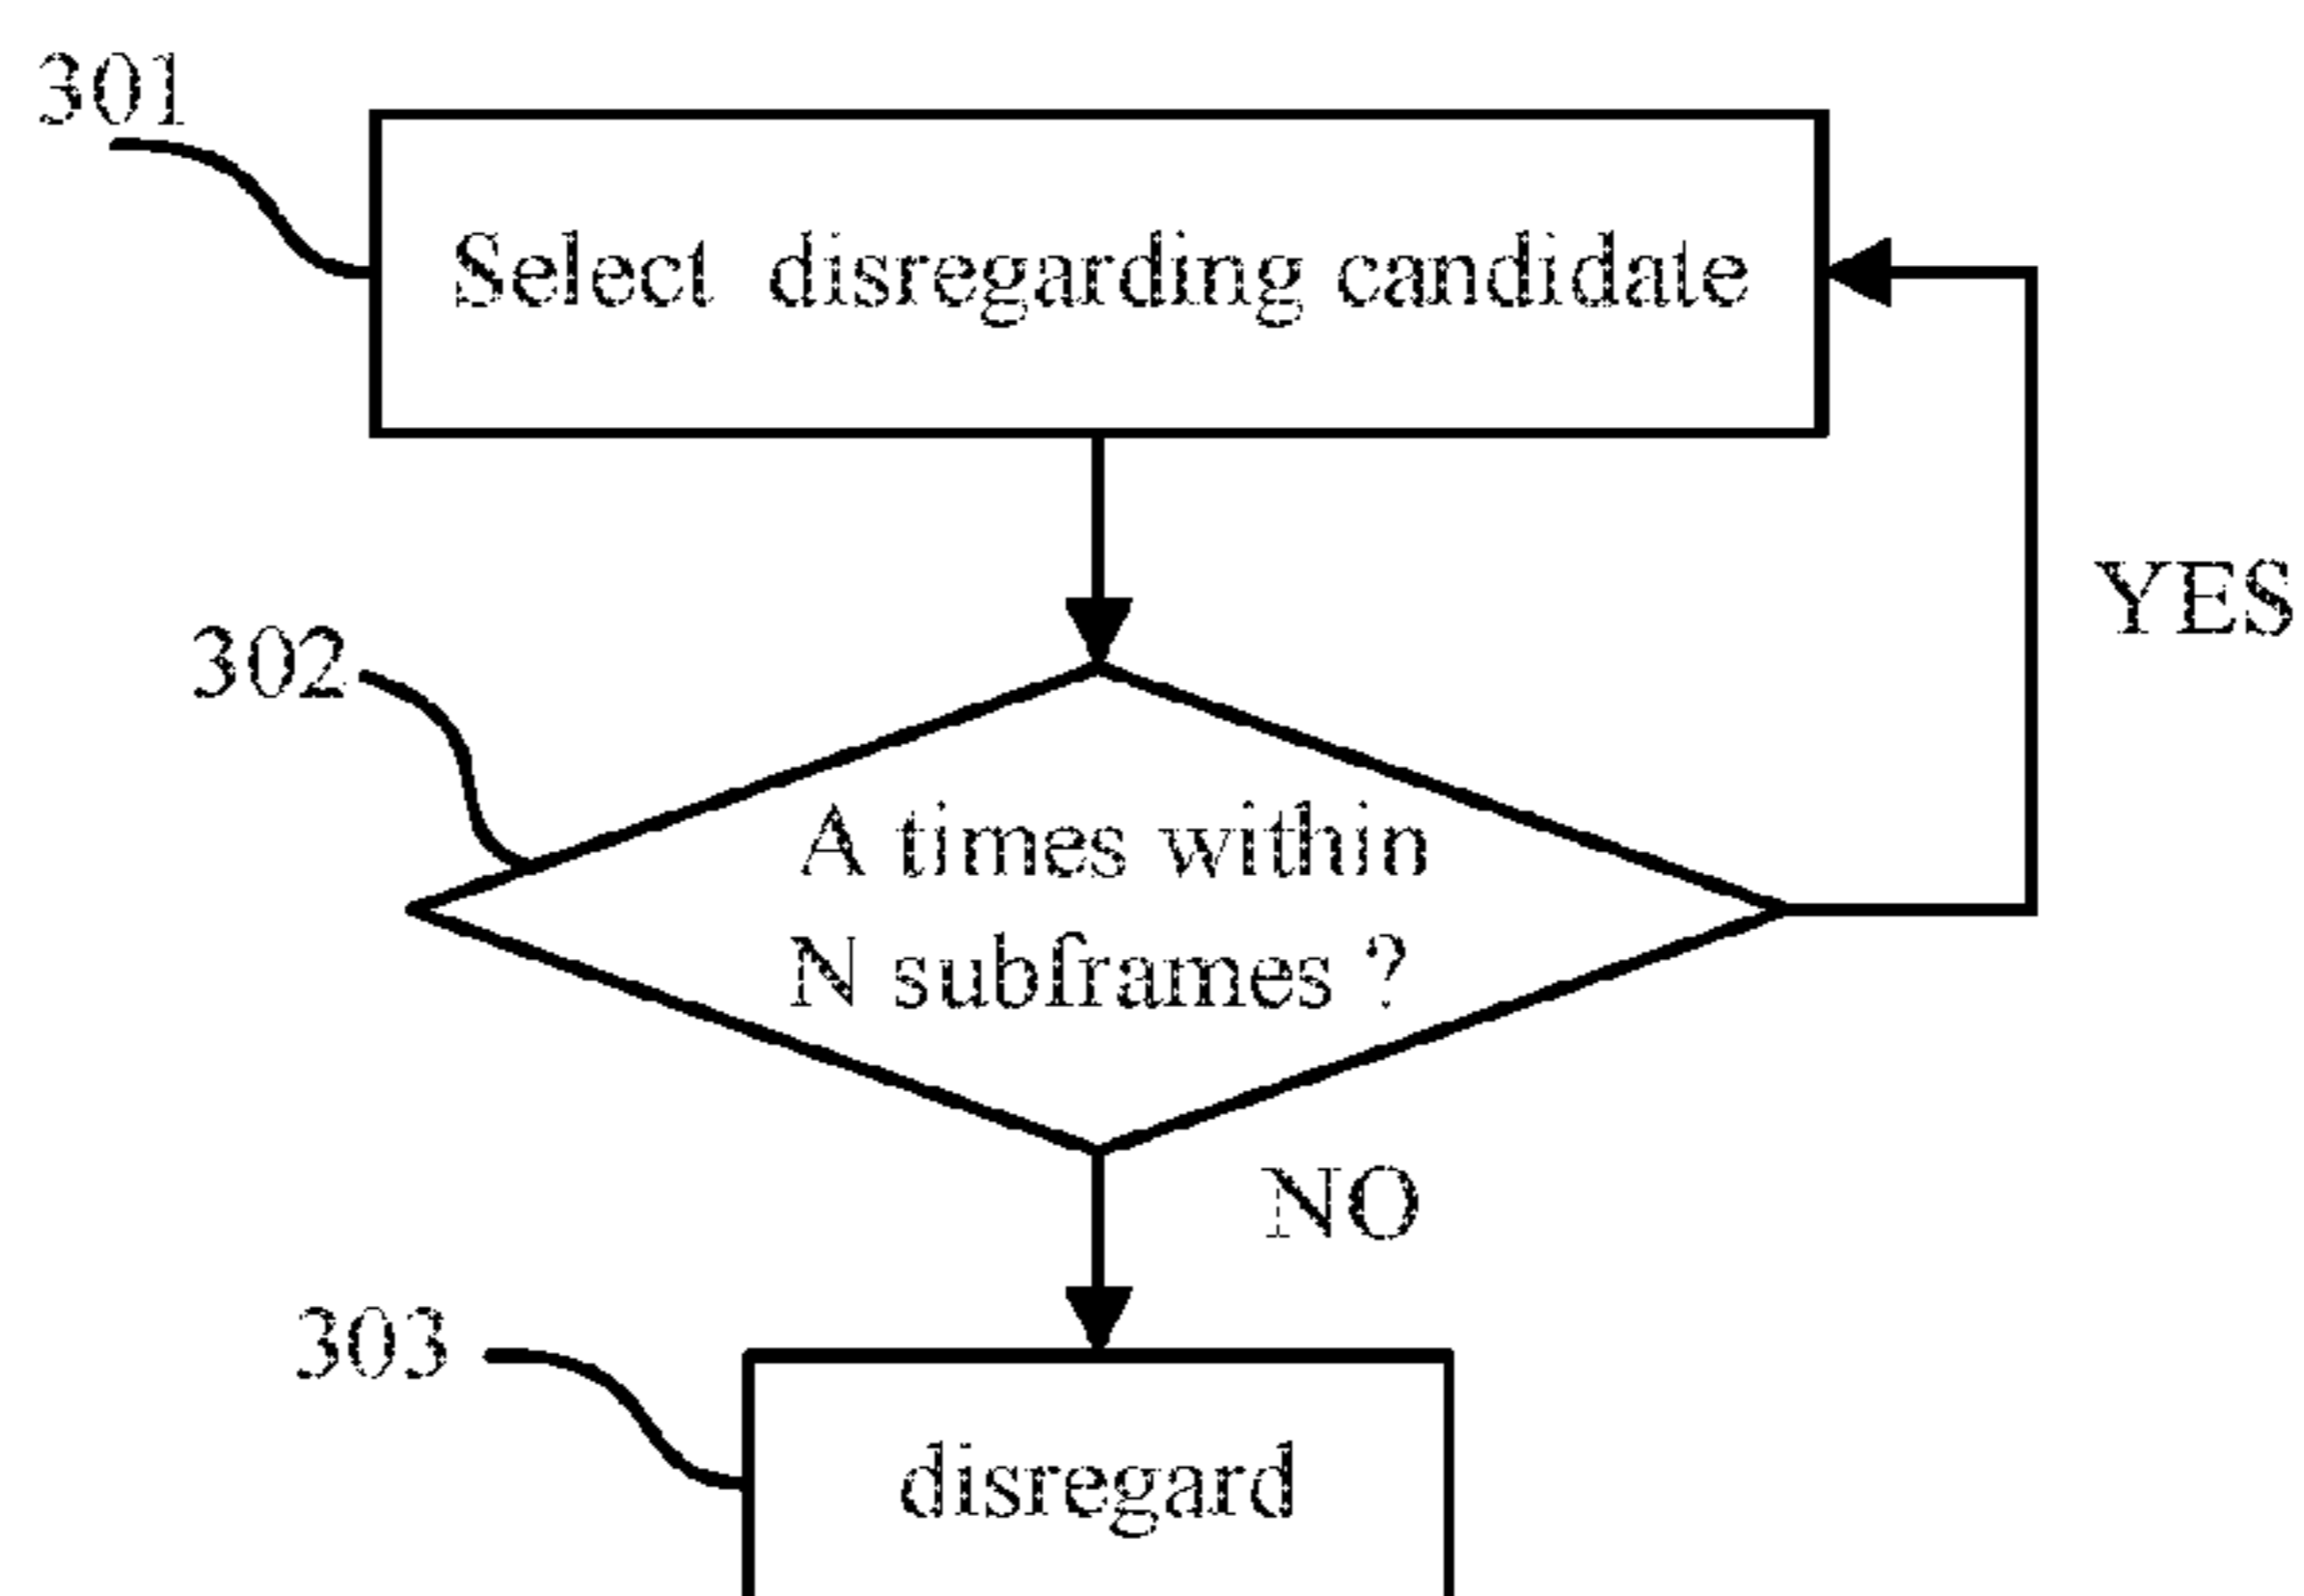 301
Select disregarding candidate
YES
302
A times within
N subframes ?
NO
303
disregard